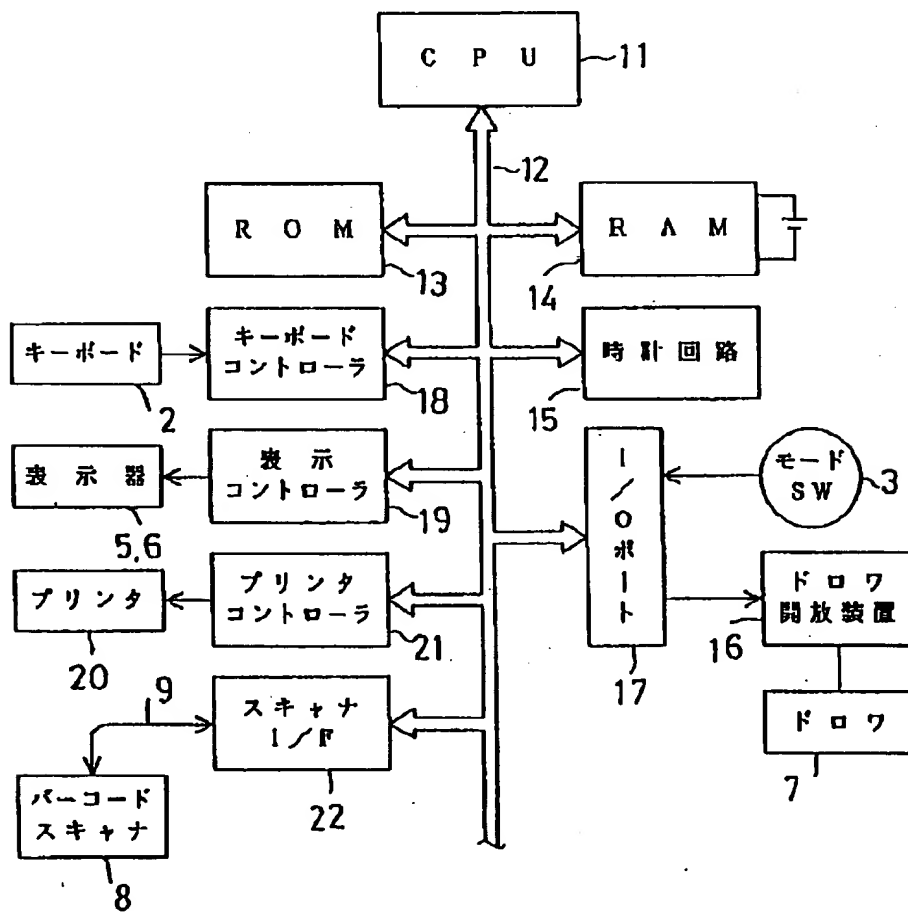 CPU
11
12
ROM
13
RAM
14
キーボード
2
キーボード
コントローラ
18
時計回路
15
表示器
5,6
表示
コントローラ
19
I/Oポート
17
モード
SW
3
プリンタ
20
プリンタ
コントローラ
21
ドロワ
開放装置
16
9
スキャナ
I/F
22
ドロワ
7
バーコード
スキャナ
8